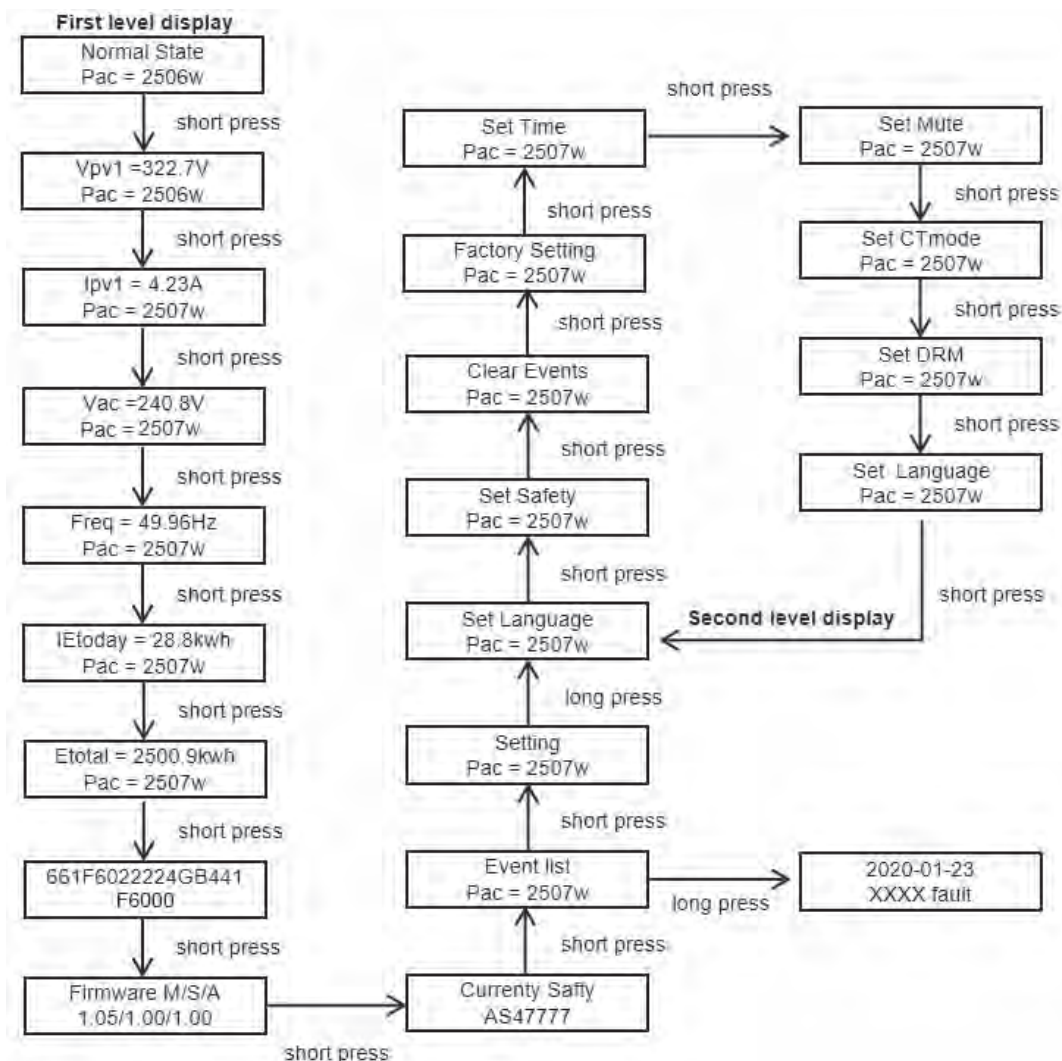 First level display
Normal State
Pac = 2506w
short press
Vpv1 =322.7V
Pac = 2506w
short press
Ipv1 = 4.23A
Pac = 2507w
short press
Vac =240.8V
Pac = 2507w
short press
Freq = 49.96Hz
Pac = 2507w
short press
IEtoday = 28.8kwh
Pac = 2507w
short press
Etotal = 2500.9kwh
Pac = 2507w
short press
661F6022224GB441
F6000
short press
Firmware M/S/A
1.05/1.00/1.00
short press
Currenty Saffy
AS47777
short press
Event list
Pac = 2507w
long press
2020-01-23
XXXX fault
short press
Setting
Pac = 2507w
long press
Set Language
Pac = 2507w
short press
Set Safety
Pac = 2507w
short press
Clear Events
Pac = 2507w
short press
Factory Setting
Pac = 2507w
short press
Set Time
Pac = 2507w
short press
Set Mute
Pac = 2507w
short press
Set CTmode
Pac = 2507w
short press
Set DRM
Pac = 2507w
short press
Set Language
Pac = 2507w
short press
Second level display